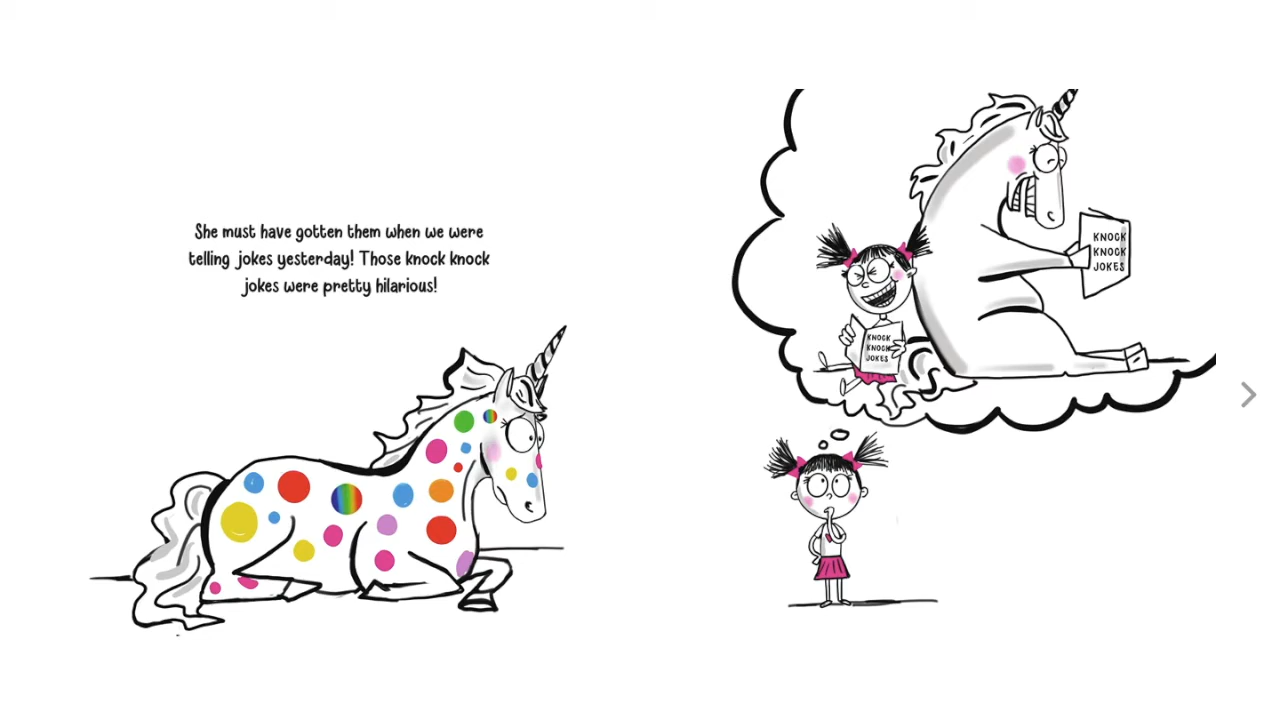 She must have gotten them when we were
telling jokes yesterday! Those knock knock
jokes were pretty hilarious!
KNOCK
KNOCK
JOKES
KNOCK
KNOCK
JOKES